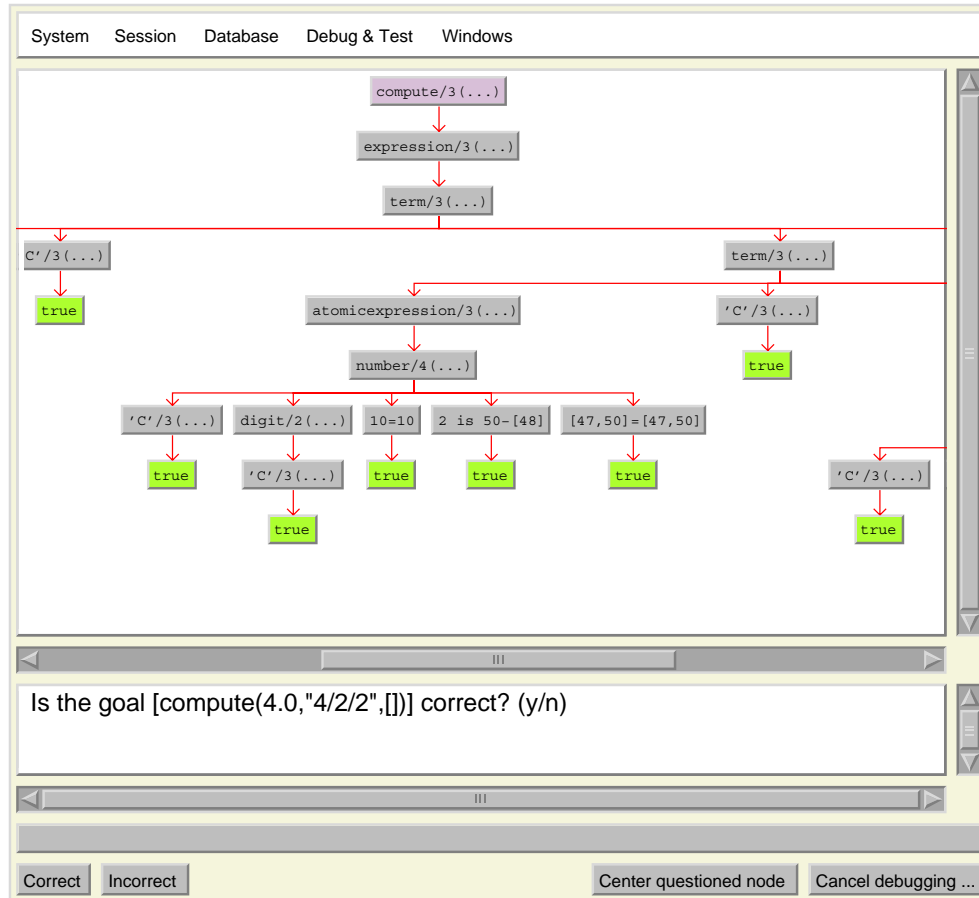 System Session Database Debug & Test Windows
compute/3(...)
expression/3(...)
term/3(...)
C’/3(...) term/3(...)
true atomicexpression/3(...) ’C’/3(...)
number/4(...) true
’C’/3(...) digit/2(...) 10=10 2 is 50-[48] [47,50]=[47,50]
true ’C’/3(...) true true true ’C’/3(...)
true true
Is the goal [compute(4.0,"4/2/2",[])] correct? (y/n)
Correct Incorrect Center questioned node Cancel debugging ...